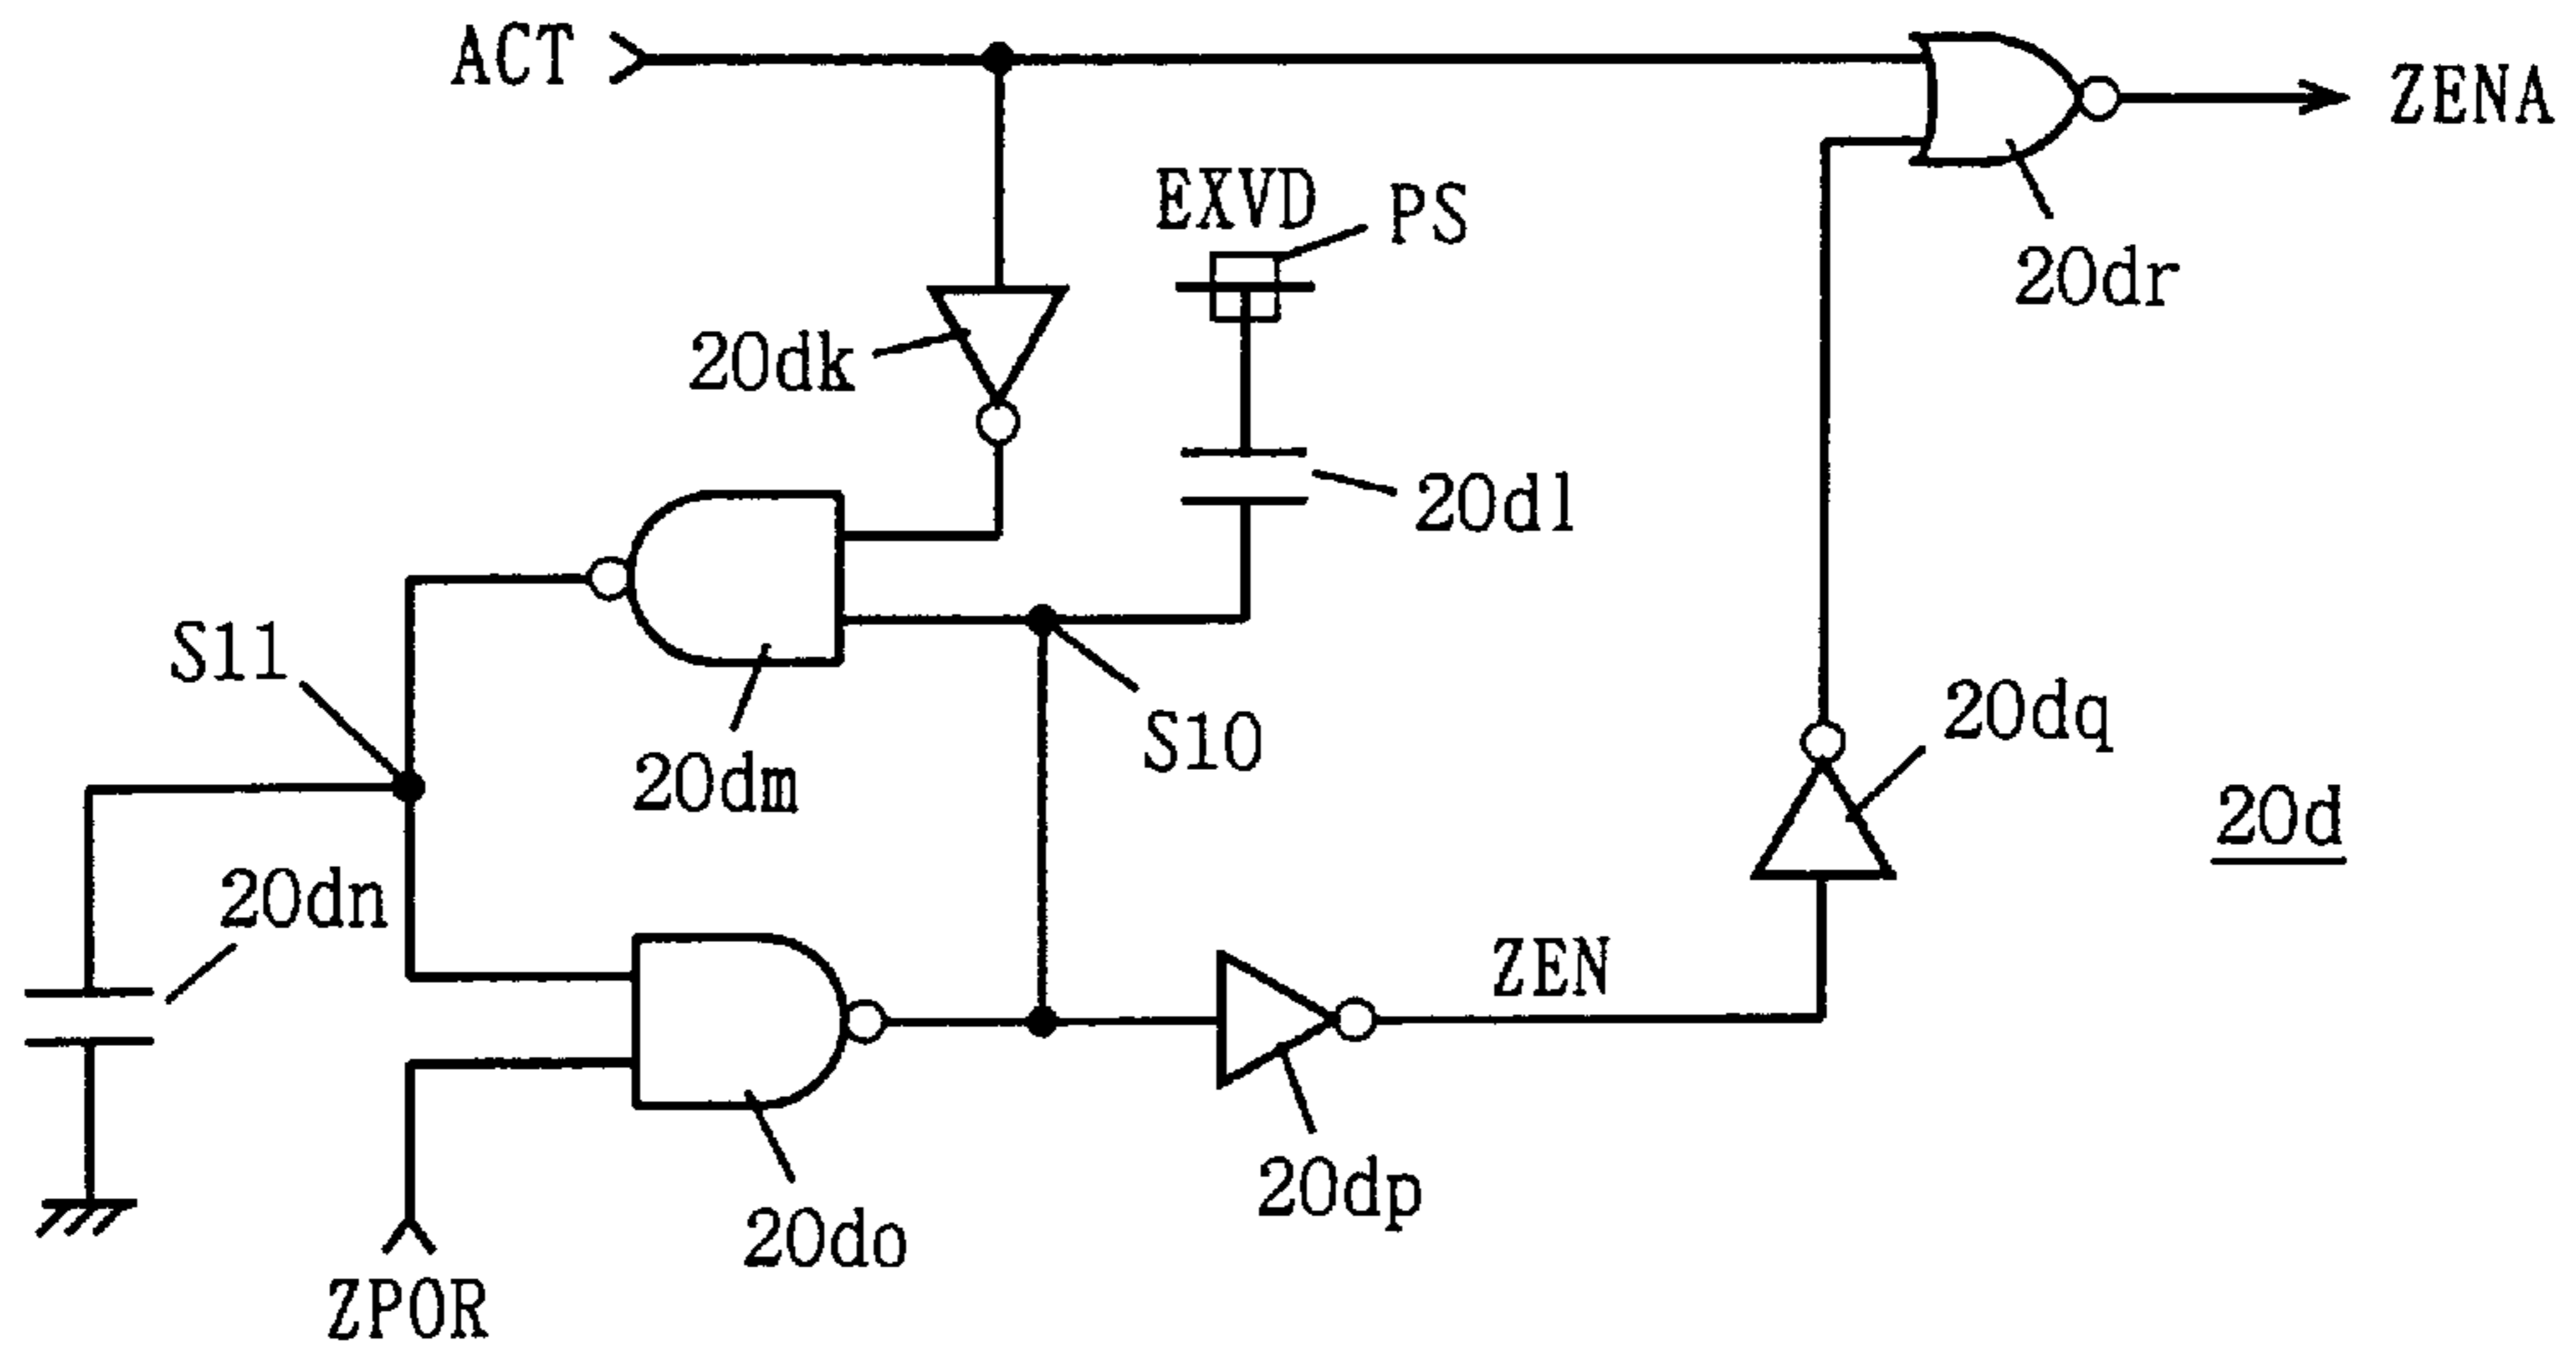 ACT
ZENA
EXVD
PS
20dr
20dk
20dl
S11
20dm
S10
20dq
20d
20dn
ZEN
20do
20dp
ZPOR